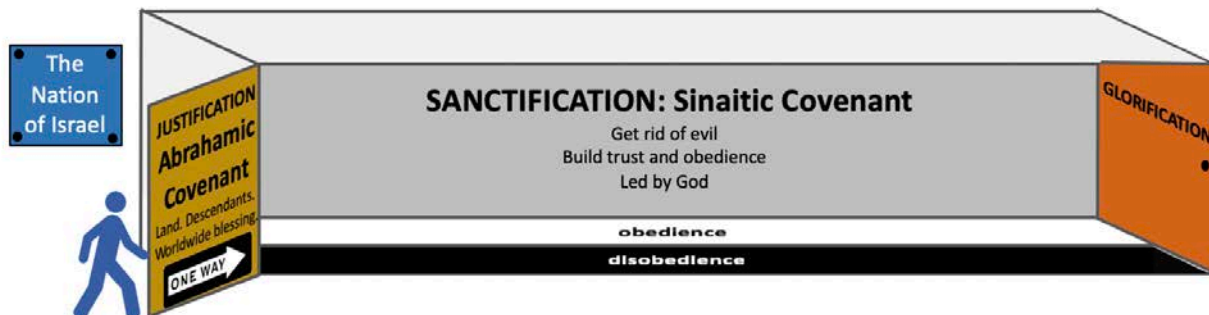 The
Nation
of Israel
JUSTIFICATION
Abrahamic
Covenant
Land. Descendants.
Worldwide blessing.
ONE WAY
SANCTIFICATION: Sinaitic Covenant
Get rid of evil
Build trust and obedience
Led by God
obedience
disobedience
GLORIFICATION